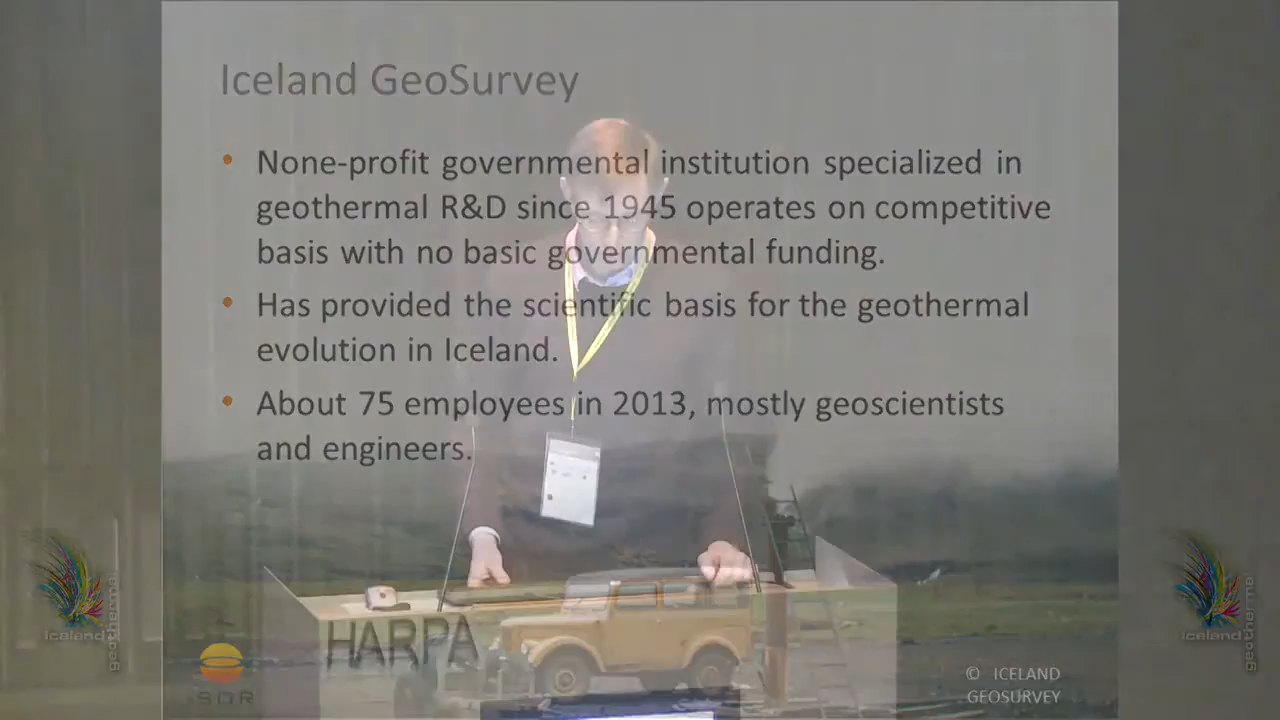 Iceland GeoSurvey
• None-profit governmental institution specialized in
geothermal R&D since 1945 operates on competitive
basis with no basic governmental funding.
• Has provided the scientific basis for the geothermal
evolution in Iceland.
• About 75 employees in 2013, mostly geoscientists
and engineers.
HARPA
iceland
geothermal
iceland
geothermal
© ICELAND
GEOSURVEY